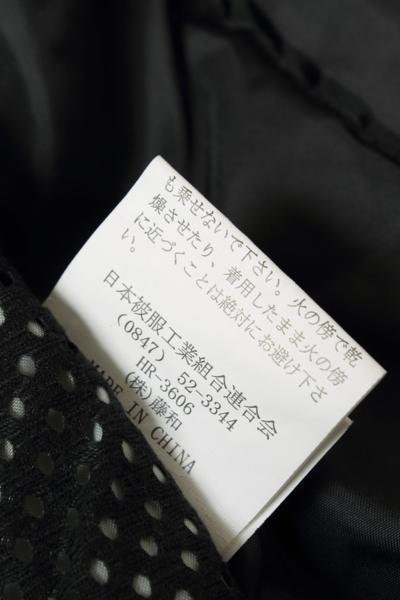 も乗せないで下さい。火の傍で乾
燥させたり、着用したまま火の傍
に近づくことは絶対にお避け下さ
い。
日本被服工業組合連合会
(0847) 52-3344
HR-3606
(株)藤和
MADE IN CHINA